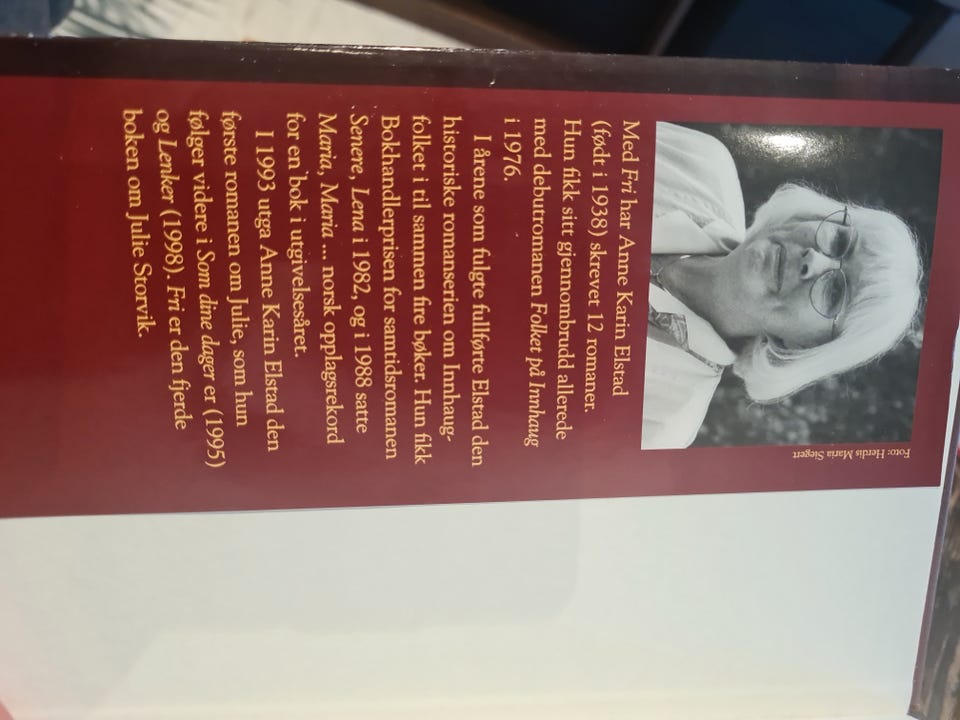 Foto: Herdis Maria Siegert
Med Fri har Anne Karin Elstad
(født i 1938) skrevet 12 romaner.
Hun fikk sitt gjennombrudd allerede
med debutromanen Folket på Innhaug
i 1976.
I årene som fulgte fullførte Elstad den
historiske romanserien om Innhaug-
folket i til sammen fire bøker. Hun fikk
Bokhandlerprisen for samtidsromanen
Senere, Lena i 1982, og i 1988 satte
Maria, Maria ... norsk opplagsrekord
for en bok i utgivelsesåret.
I 1993 utga Anne Karin Elstad den
første romanen om Julie, som hun
følger videre i Som dine dager er (1995)
og Lenker (1998). Fri er den fjerde
boken om Julie Storvik.